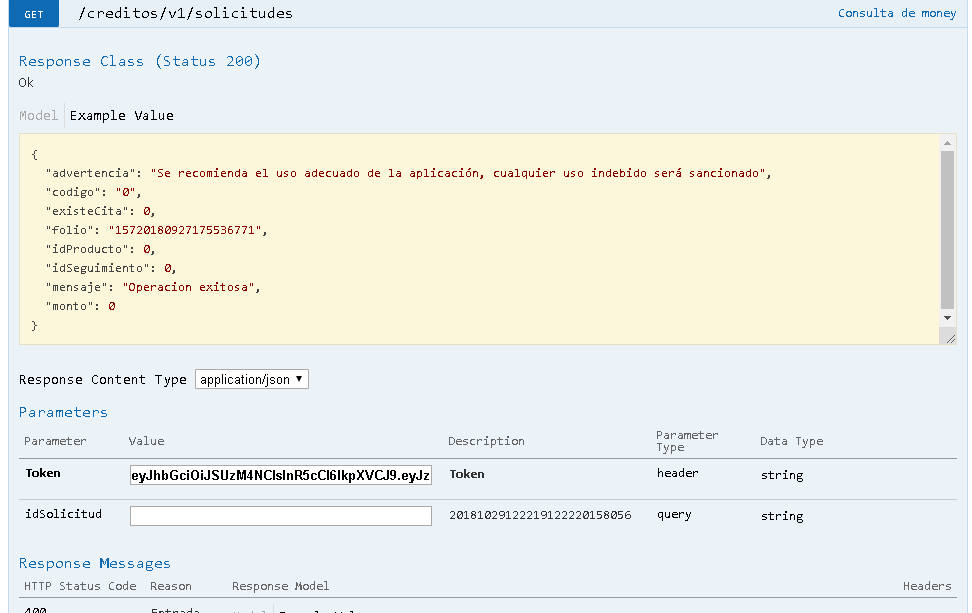 GET /creditos/v1/solicitudes Consulta de money
Response Class (Status 200)
Ok
Model Example Value
{
"advertencia": "Se recomienda el uso adecuado de la aplicación, cualquier uso indebido será sancionado",
"codigo": "0",
"existeCita": 0,
"folio": "15720180927175536771",
"idProducto": 0,
"idSeguimiento": 0,
"mensaje": "Operacion exitosa",
"monto": 0
}
Response Content Type application/json
Parameters
Parameter Value Description Parameter Type Data Type
Token eyJhbGciOiJSUzM4NCIsInR5cCI6IkpXVCJ9.eyJz Token header string
idSolicitud 20181029122191222220158056 query string
Response Messages
HTTP Status Code Reason Response Model Headers
400 Entrada Model Example Value